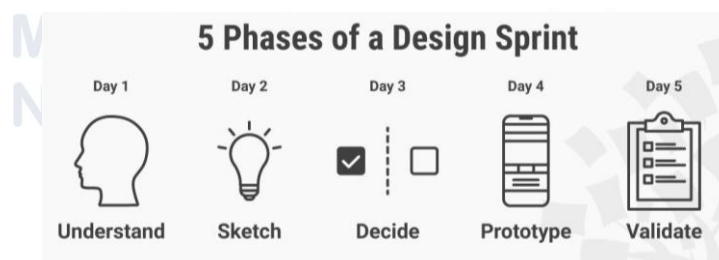 5 Phases of a Design Sprint
Day 1 Day 2 Day 3 Day 4 Day 5
Understand Sketch Decide Prototype Validate